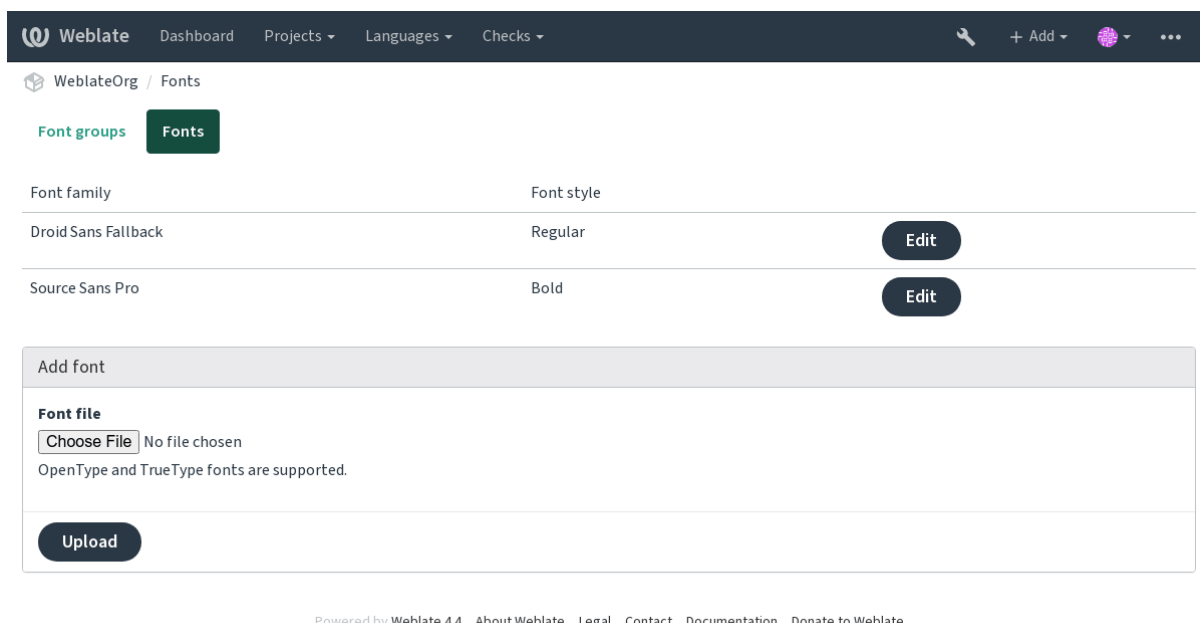 Weblate Dashboard Projects Languages Checks + Add
WeblateOrg / Fonts
Font groups Fonts
Font family Font style
Droid Sans Fallback Regular Edit
Source Sans Pro Bold Edit
Add font
Font file
Choose File No file chosen
OpenType and TrueType fonts are supported.
Upload
Powered by Weblate 4.4 About Weblate Legal Contact Documentation Donate to Weblate